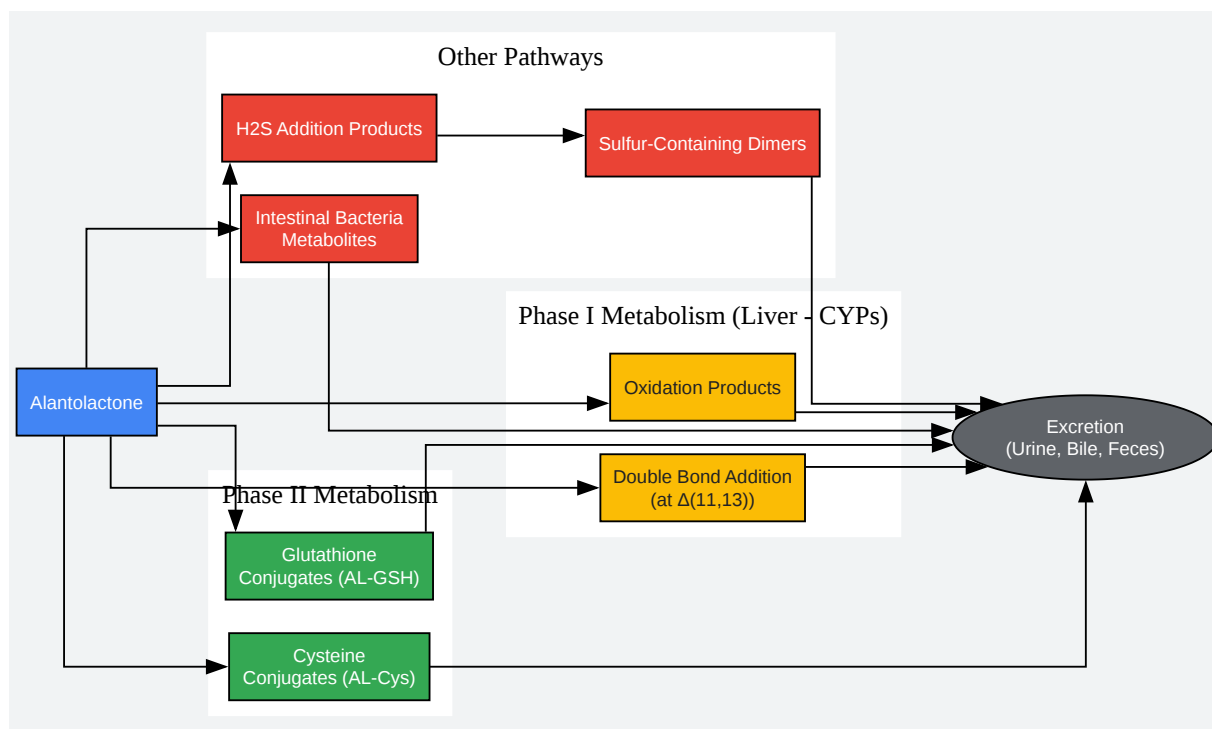 Other Pathways
H2S Addition Products
Sulfur-Containing Dimers
Intestinal Bacteria
Metabolites
Phase I Metabolism (Liver - CYPs)
Oxidation Products
Alantolactone
Excretion
(Urine, Bile, Feces)
Double Bond Addition
(at Δ(11,13))
Phase II Metabolism
Glutathione
Conjugates (AL-GSH)
Cysteine
Conjugates (AL-Cys)